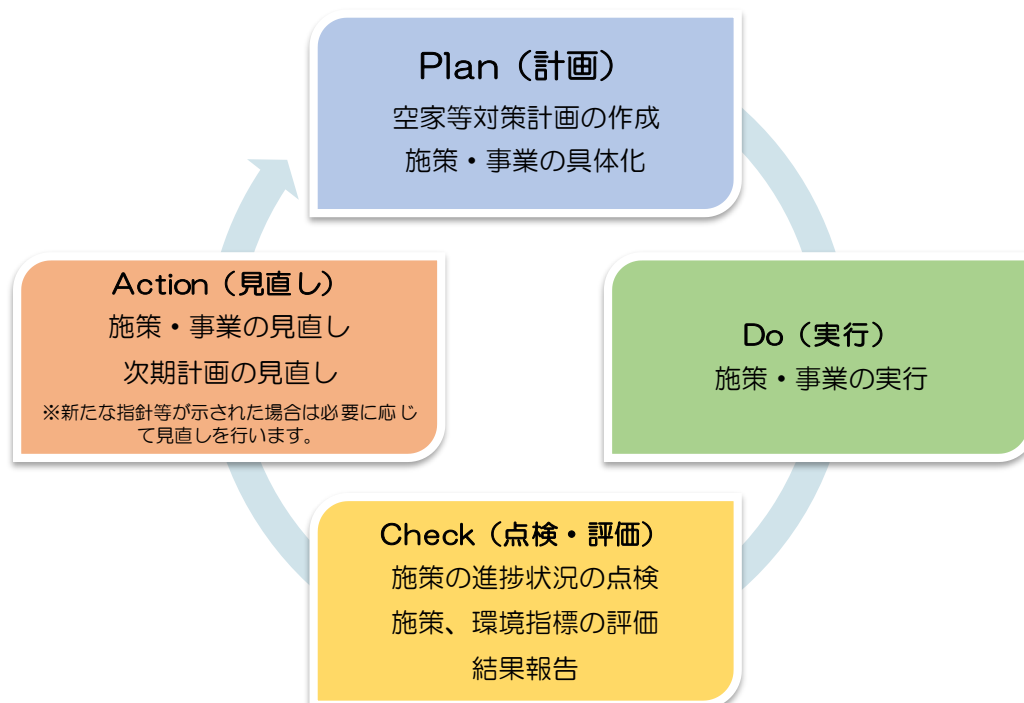 Plan（計画）
空家等対策計画の作成
施策・事業の具体化
Do（実行）
施策・事業の実行
Check（点検・評価）
施策の進捗状況の点検
施策、環境指標の評価
結果報告
Action（見直し）
施策・事業の見直し
次期計画の見直し
※新たな指針等が示された場合は必要に応じ
て見直しを行います。